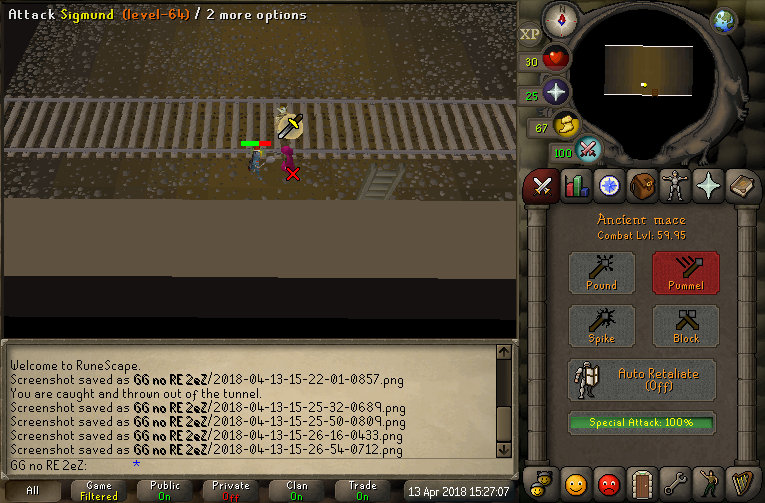 Attack Sigmund (level-64) / 2 more options
XP
30
25
67
100
Ancient mace
Combat Lvl: 59.95
Pound
Pummel
Spike
Block
Auto Retaliate
(Off)
Special Attack: 100%
Welcome to RuneScape.
Screenshot saved as GG no RE 2eZ/2018-04-13-15-22-01-0857.png
You are caught and thrown out of the tunnel.
Screenshot saved as GG no RE 2eZ/2018-04-13-15-25-32-0689.png
Screenshot saved as GG no RE 2eZ/2018-04-13-15-25-50-0809.png
Screenshot saved as GG no RE 2eZ/2018-04-13-15-26-16-0433.png
Screenshot saved as GG no RE 2eZ/2018-04-13-15-26-54-0712.png
GG no RE 2eZ: *
All
Game
Filtered
Public
On
Private
Off
Clan
On
Trade
On
13 Apr 2018 15:27:07